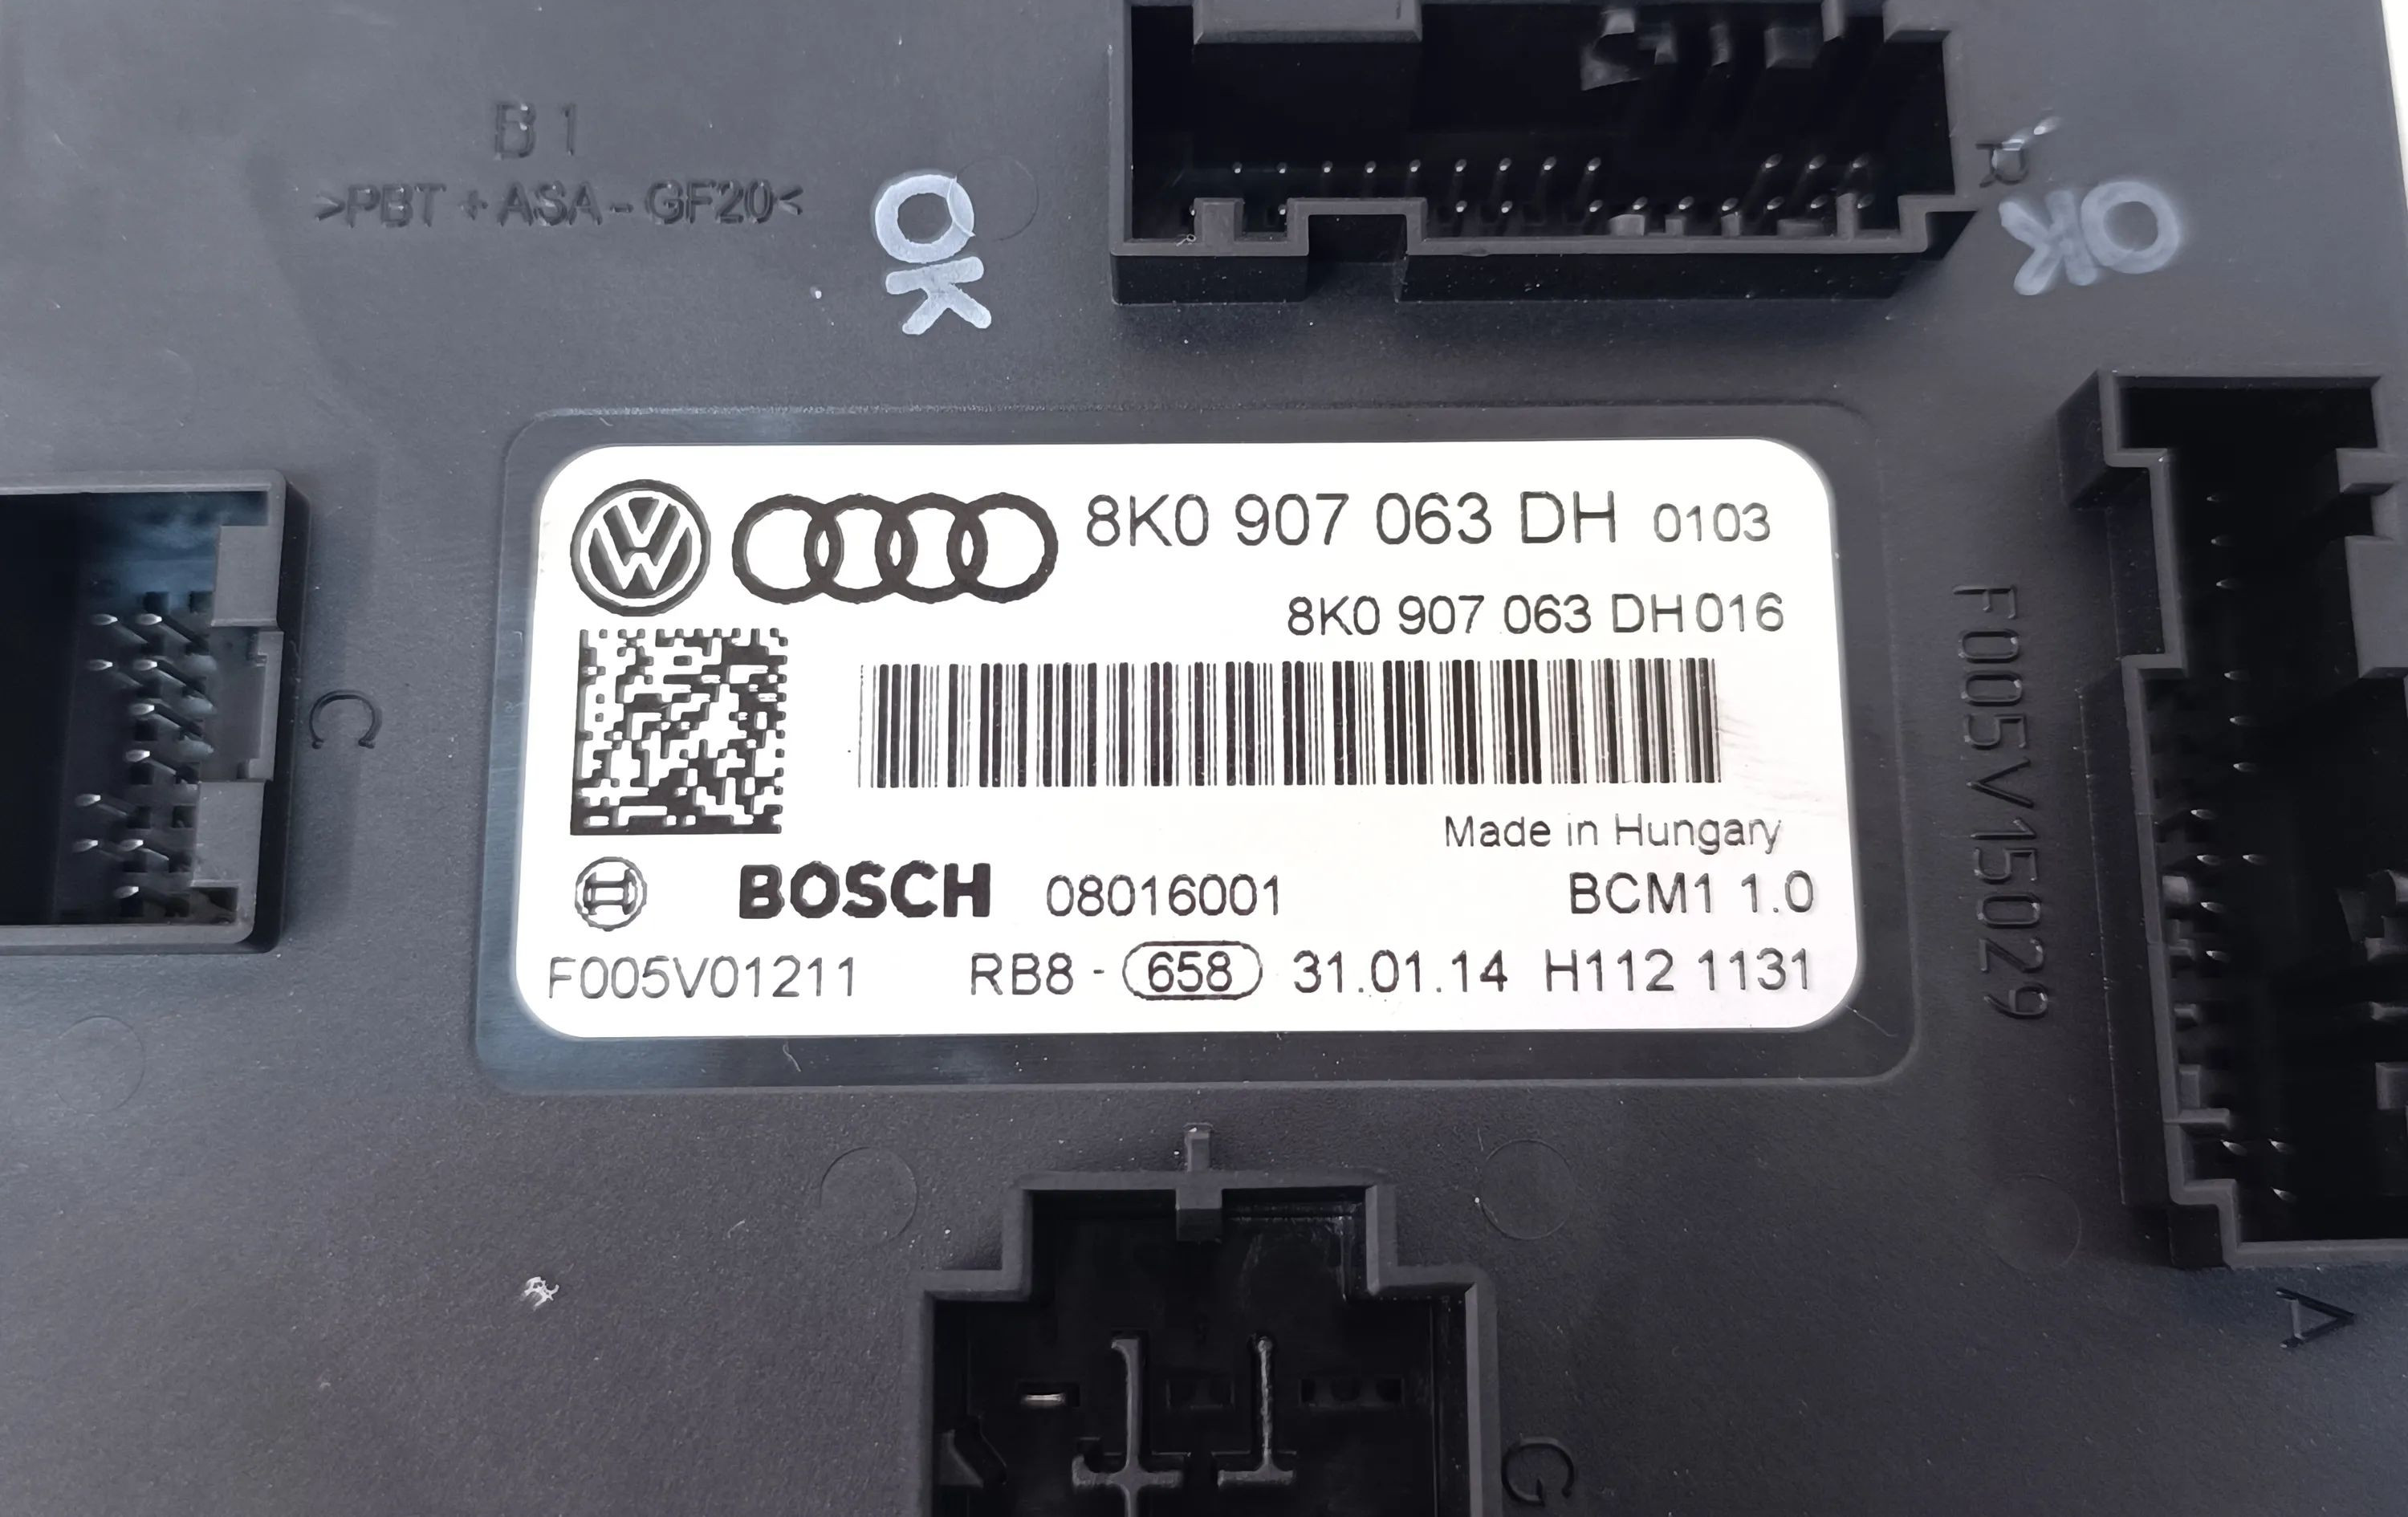 B1
>PBT + ASA - GF20<
OK
R
OK
C
8K0 907 063 DH 0103
8K0 907 063 DH 016
Made in Hungary
BOSCH 08016001 BCM1 1.0
F005V01211 RB8 - 658 31.01.14 H112 1131
F005V15029
A
G